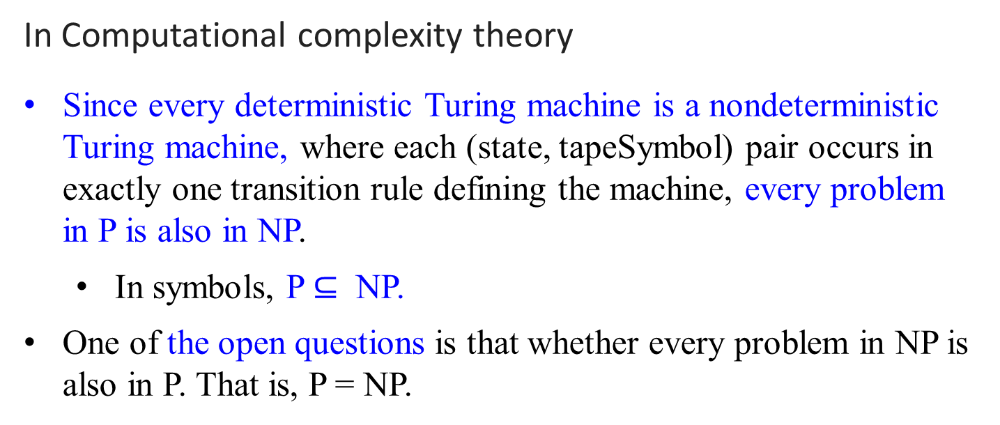 In Computational complexity theory
• Since every deterministic Turing machine is a nondeterministic
Turing machine, where each (state, tapeSymbol) pair occurs in
exactly one transition rule defining the machine, every problem
in P is also in NP.
• In symbols, P ⊆ NP.
• One of the open questions is that whether every problem in NP is
also in P. That is, P = NP.